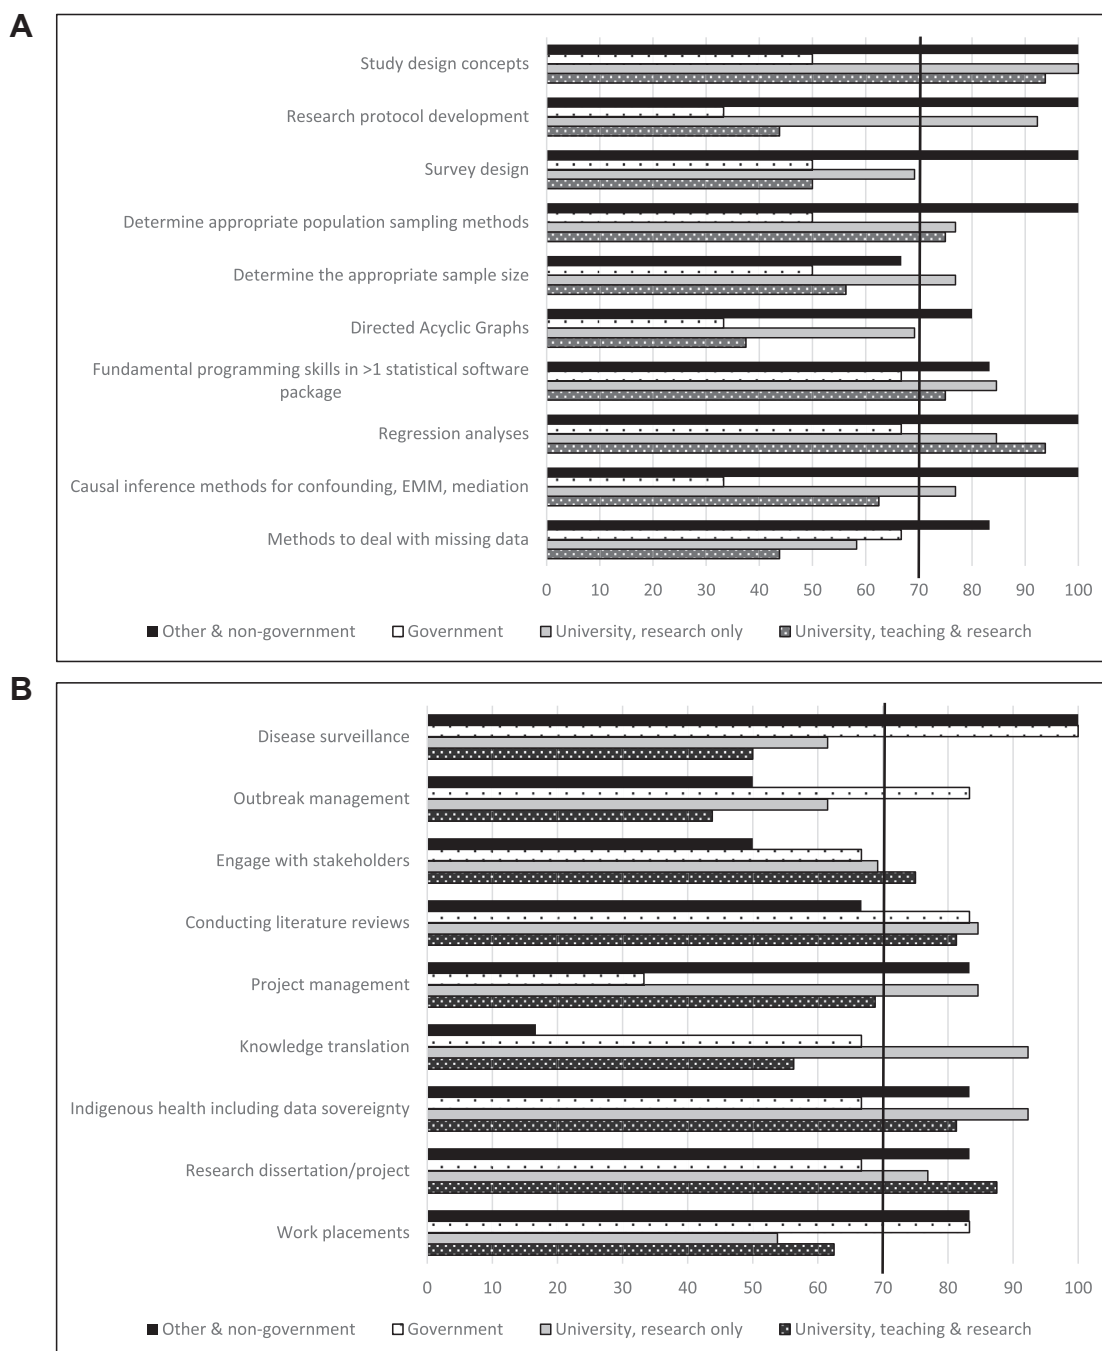 A
Study design concepts
Research protocol development
Survey design
Determine appropriate population sampling methods
Determine the appropriate sample size
Directed Acyclic Graphs
Fundamental programming skills in >1 statistical software
package
Regression analyses
Causal inference methods for confounding, EMM, mediation
Methods to deal with missing data
0 10 20 30 40 50 60 70 80 90 100
Other & non-government Government University, research only University, teaching & research
B
Disease surveillance
Outbreak management
Engage with stakeholders
Conducting literature reviews
Project management
Knowledge translation
Indigenous health including data sovereignty
Research dissertation/project
Work placements
0 10 20 30 40 50 60 70 80 90 100
Other & non-government Government University, research only University, teaching & research